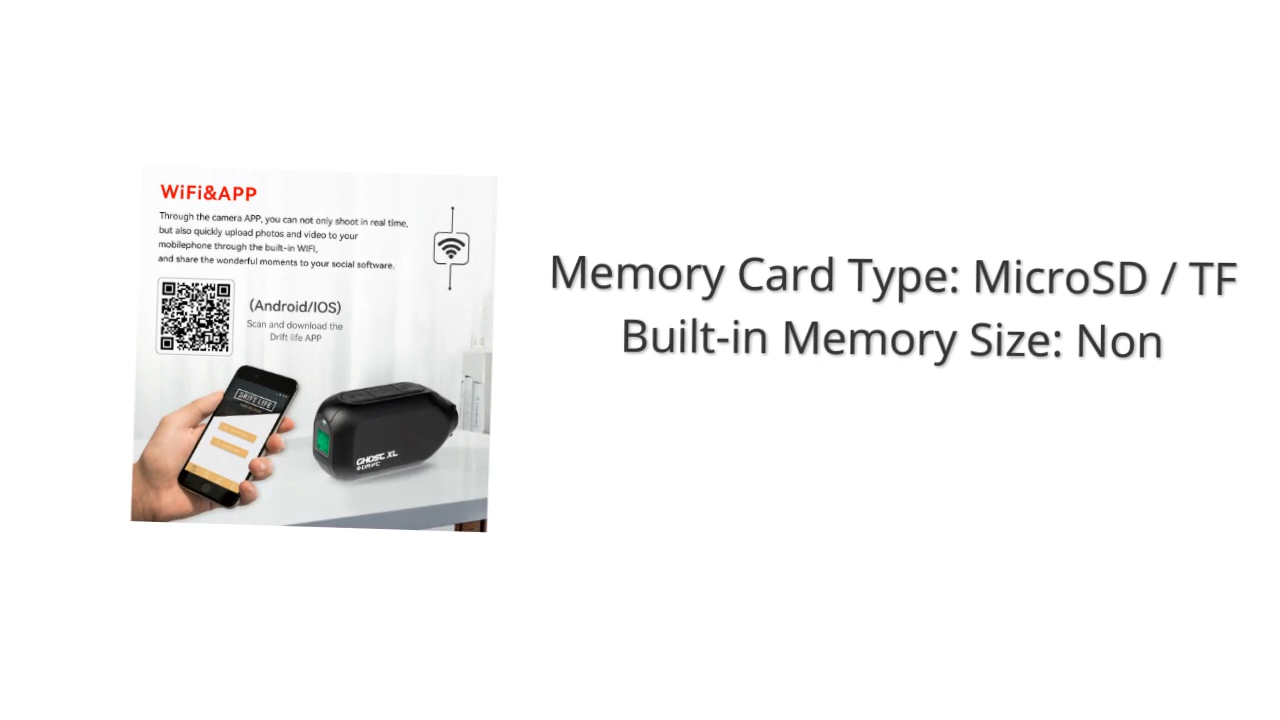 WiFi&APP
Through the camera APP, you can not only shoot in real time,
but also quickly upload photos and video to your
mobilephone through the built-in WIFI,
and share the wonderful moments to your social software.
(Android/IOS)
Scan and download the
Drift life APP
DRIFT LIFE
GHOST XL
DRIFT
Memory Card Type: MicroSD / TF
Built-in Memory Size: Non